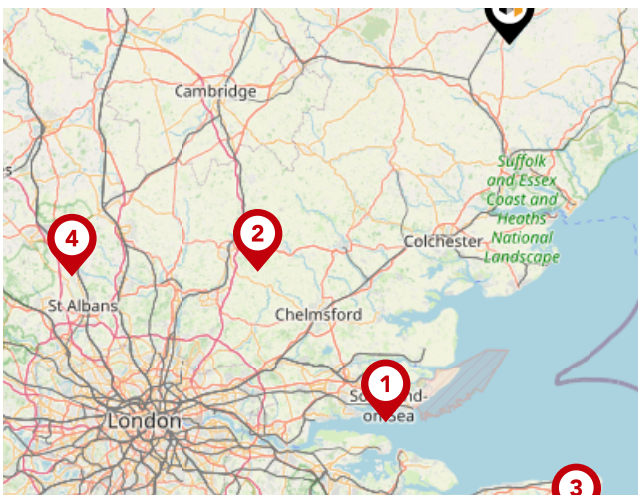 Cambridge
Suffolk
and Essex
Coast and
Heaths
National
Landscape
2
4
Colchester
St Albans
Chelmsford
1
on Sea
London
3